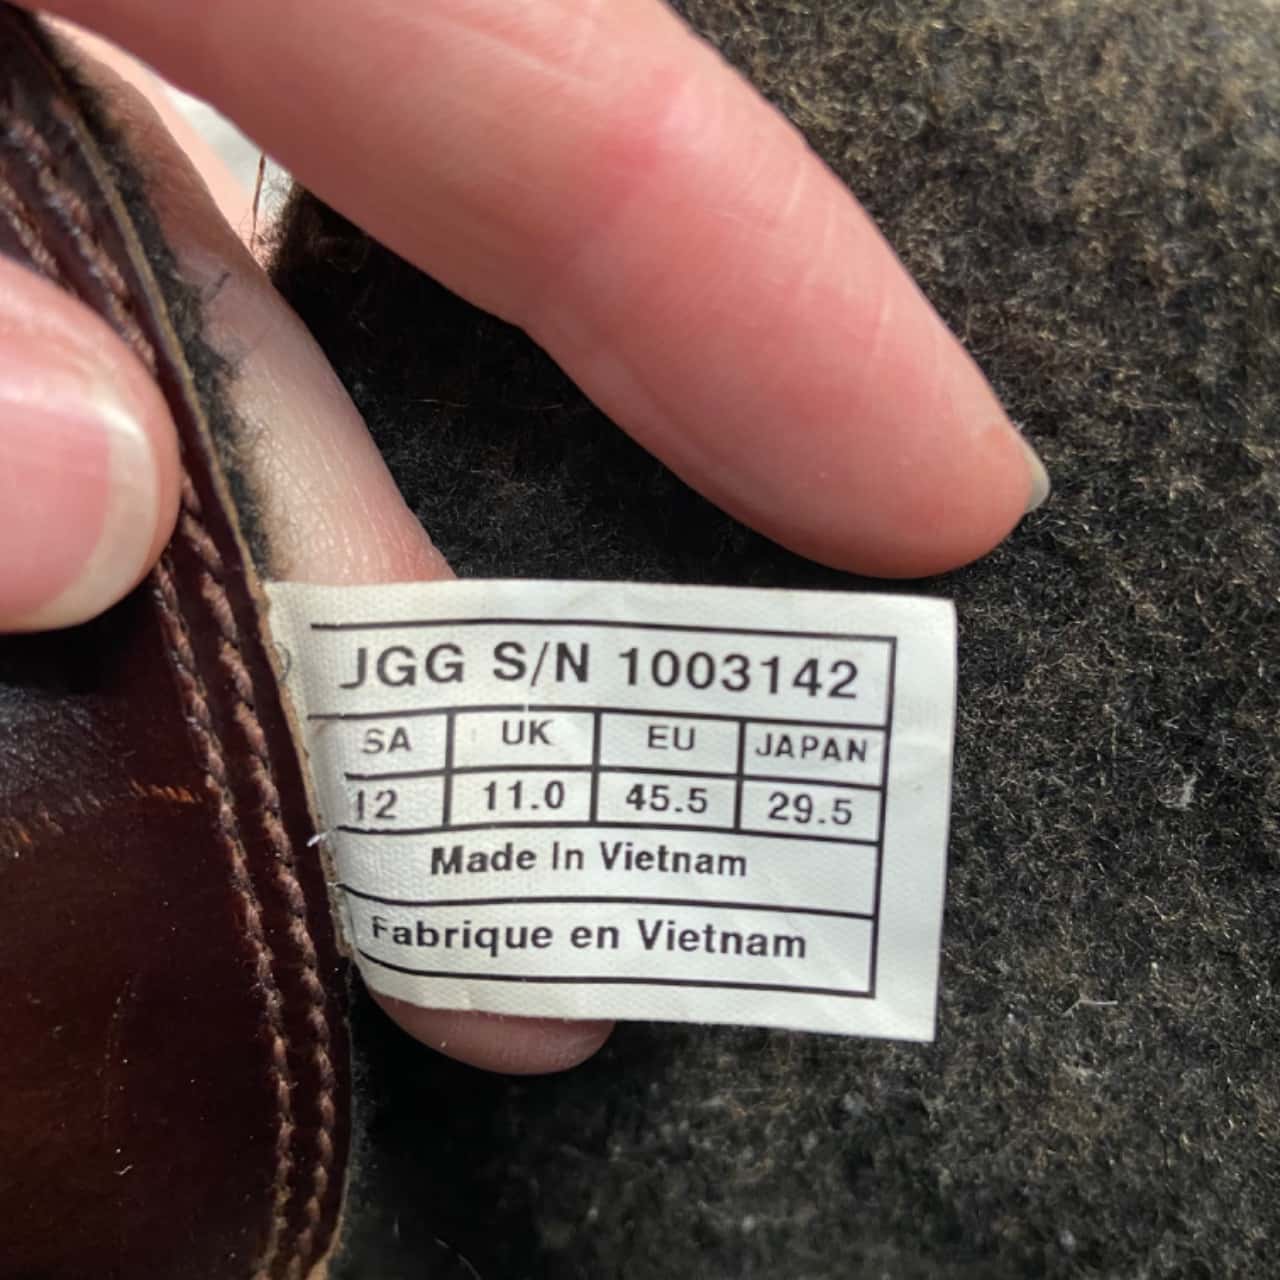 JGG S/N 1003142
SA UK EU JAPAN
12 11.0 45.5 29.5
Made In Vietnam
Fabrique en Vietnam